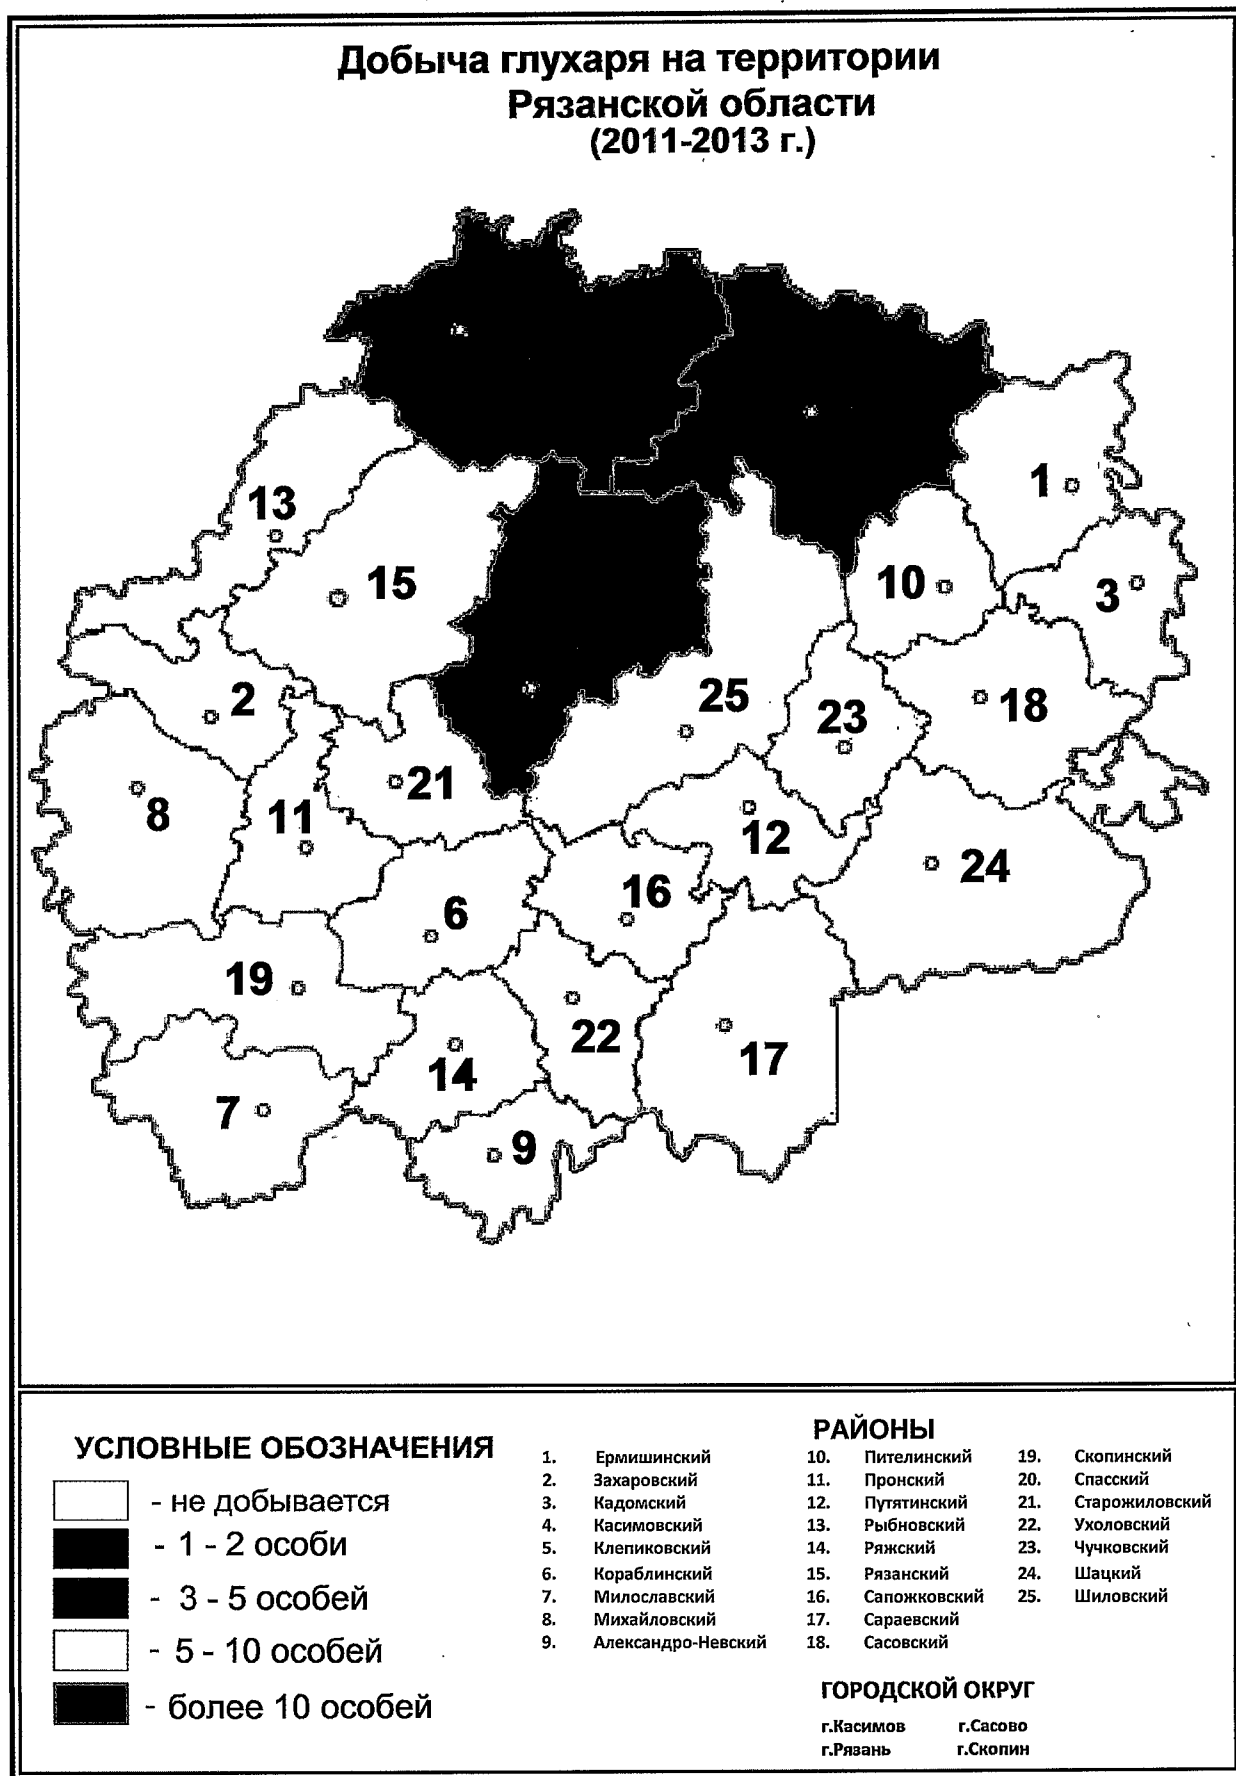 Добыча глухаря на территории
Рязанской области
(2011-2013 г.)
1
13
15
10
3
2
25
23
18
8
11
21
12
24
16
6
19
22
17
14
7
9
УСЛОВНЫЕ ОБОЗНАЧЕНИЯ
- не добывается
- 1 - 2 особи
- 3 - 5 особей
- 5 - 10 особей
- более 10 особей
РАЙОНЫ
1. Ермишинский
2. Захаровский
3. Кадомский
4. Касимовский
5. Клепиковский
6. Кораблинский
7. Милославский
8. Михайловский
9. Александро-Невский
10. Пителинский
11. Пронский
12. Путятинский
13. Рыбновский
14. Ряжский
15. Рязанский
16. Сапожковский
17. Сараевский
18. Сасовский
19. Скопинский
20. Спасский
21. Старожиловский
22. Ухоловский
23. Чучковский
24. Шацкий
25. Шиловский
ГОРОДСКОЙ ОКРУГ
г.Касимов г.Сасово
г.Рязань г.Скопин